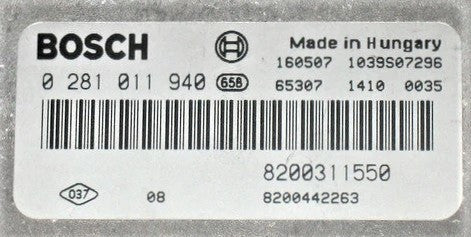 BOSCH
Made in Hungary
160507 1039S07296
0 281 011 940 658 65307 1410 0035
8200311550
037 08 8200442263